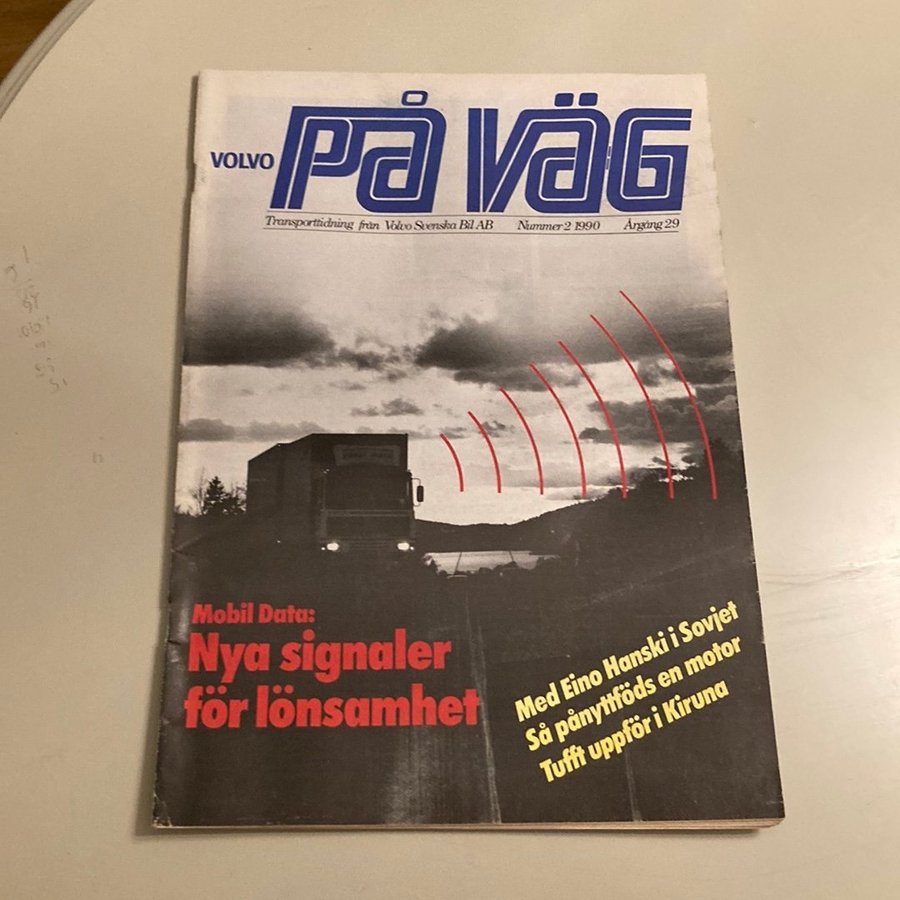 VOLVO PÅ VÄG
Transporttidning från Volvo Svenska Bil AB Nummer 2 1990 Årgång 29
Mobil Data:
Nya signaler
för lönsamhet
Med Eino Hanski i Sovjet
Så pånyttföds en motor
Tufft uppför i Kiruna